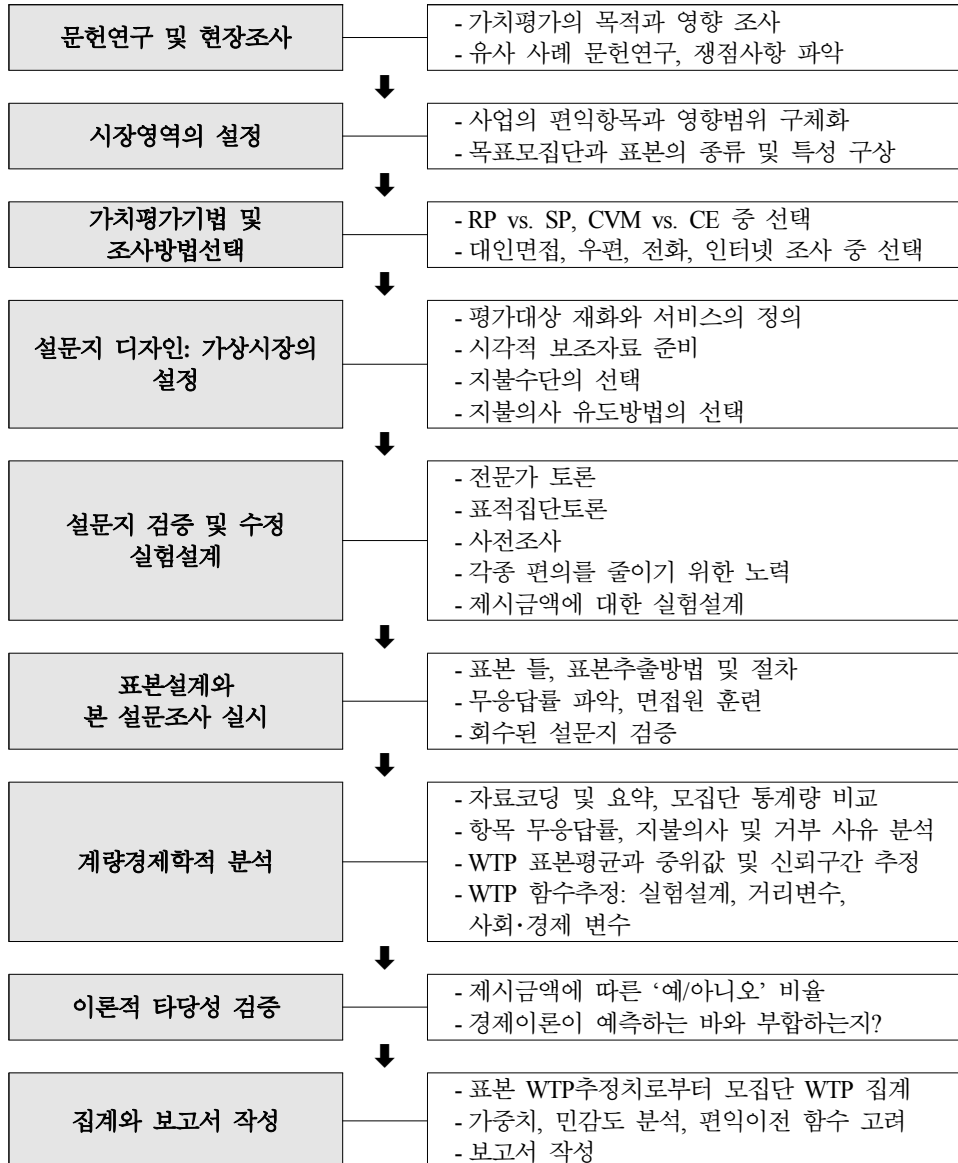 문헌연구 및 현장조사
- 가치평가의 목적과 영향 조사
- 유사 사례 문헌연구, 쟁점사항 파악
시장영역의 설정
- 사업의 편익항목과 영향범위 구체화
- 목표모집단과 표본의 종류 및 특성 구상
가치평가기법 및
조사방법선택
- RP vs. SP, CVM vs. CE 중 선택
- 대인면접, 우편, 전화, 인터넷 조사 중 선택
설문지 디자인: 가상시장의
설정
- 평가대상 재화와 서비스의 정의
- 시각적 보조자료 준비
- 지불수단의 선택
- 지불의사 유도방법의 선택
설문지 검증 및 수정
실험설계
- 전문가 토론
- 표적집단토론
- 사전조사
- 각종 편의를 줄이기 위한 노력
- 제시금액에 대한 실험설계
표본설계와
본 설문조사 실시
- 표본 틀, 표본추출방법 및 절차
- 무응답률 파악, 면접원 훈련
- 회수된 설문지 검증
계량경제학적 분석
- 자료코딩 및 요약, 모집단 통계량 비교
- 항목 무응답률, 지불의사 및 거부 사유 분석
- WTP 표본평균과 중위값 및 신뢰구간 추정
- WTP 함수추정: 실험설계, 거리변수,
사회·경제 변수
이론적 타당성 검증
- 제시금액에 따른 ‘예/아니오’ 비율
- 경제이론이 예측하는 바와 부합하는지?
집계와 보고서 작성
- 표본 WTP추정치로부터 모집단 WTP 집계
- 가중치, 민감도 분석, 편익이전 함수 고려
- 보고서 작성